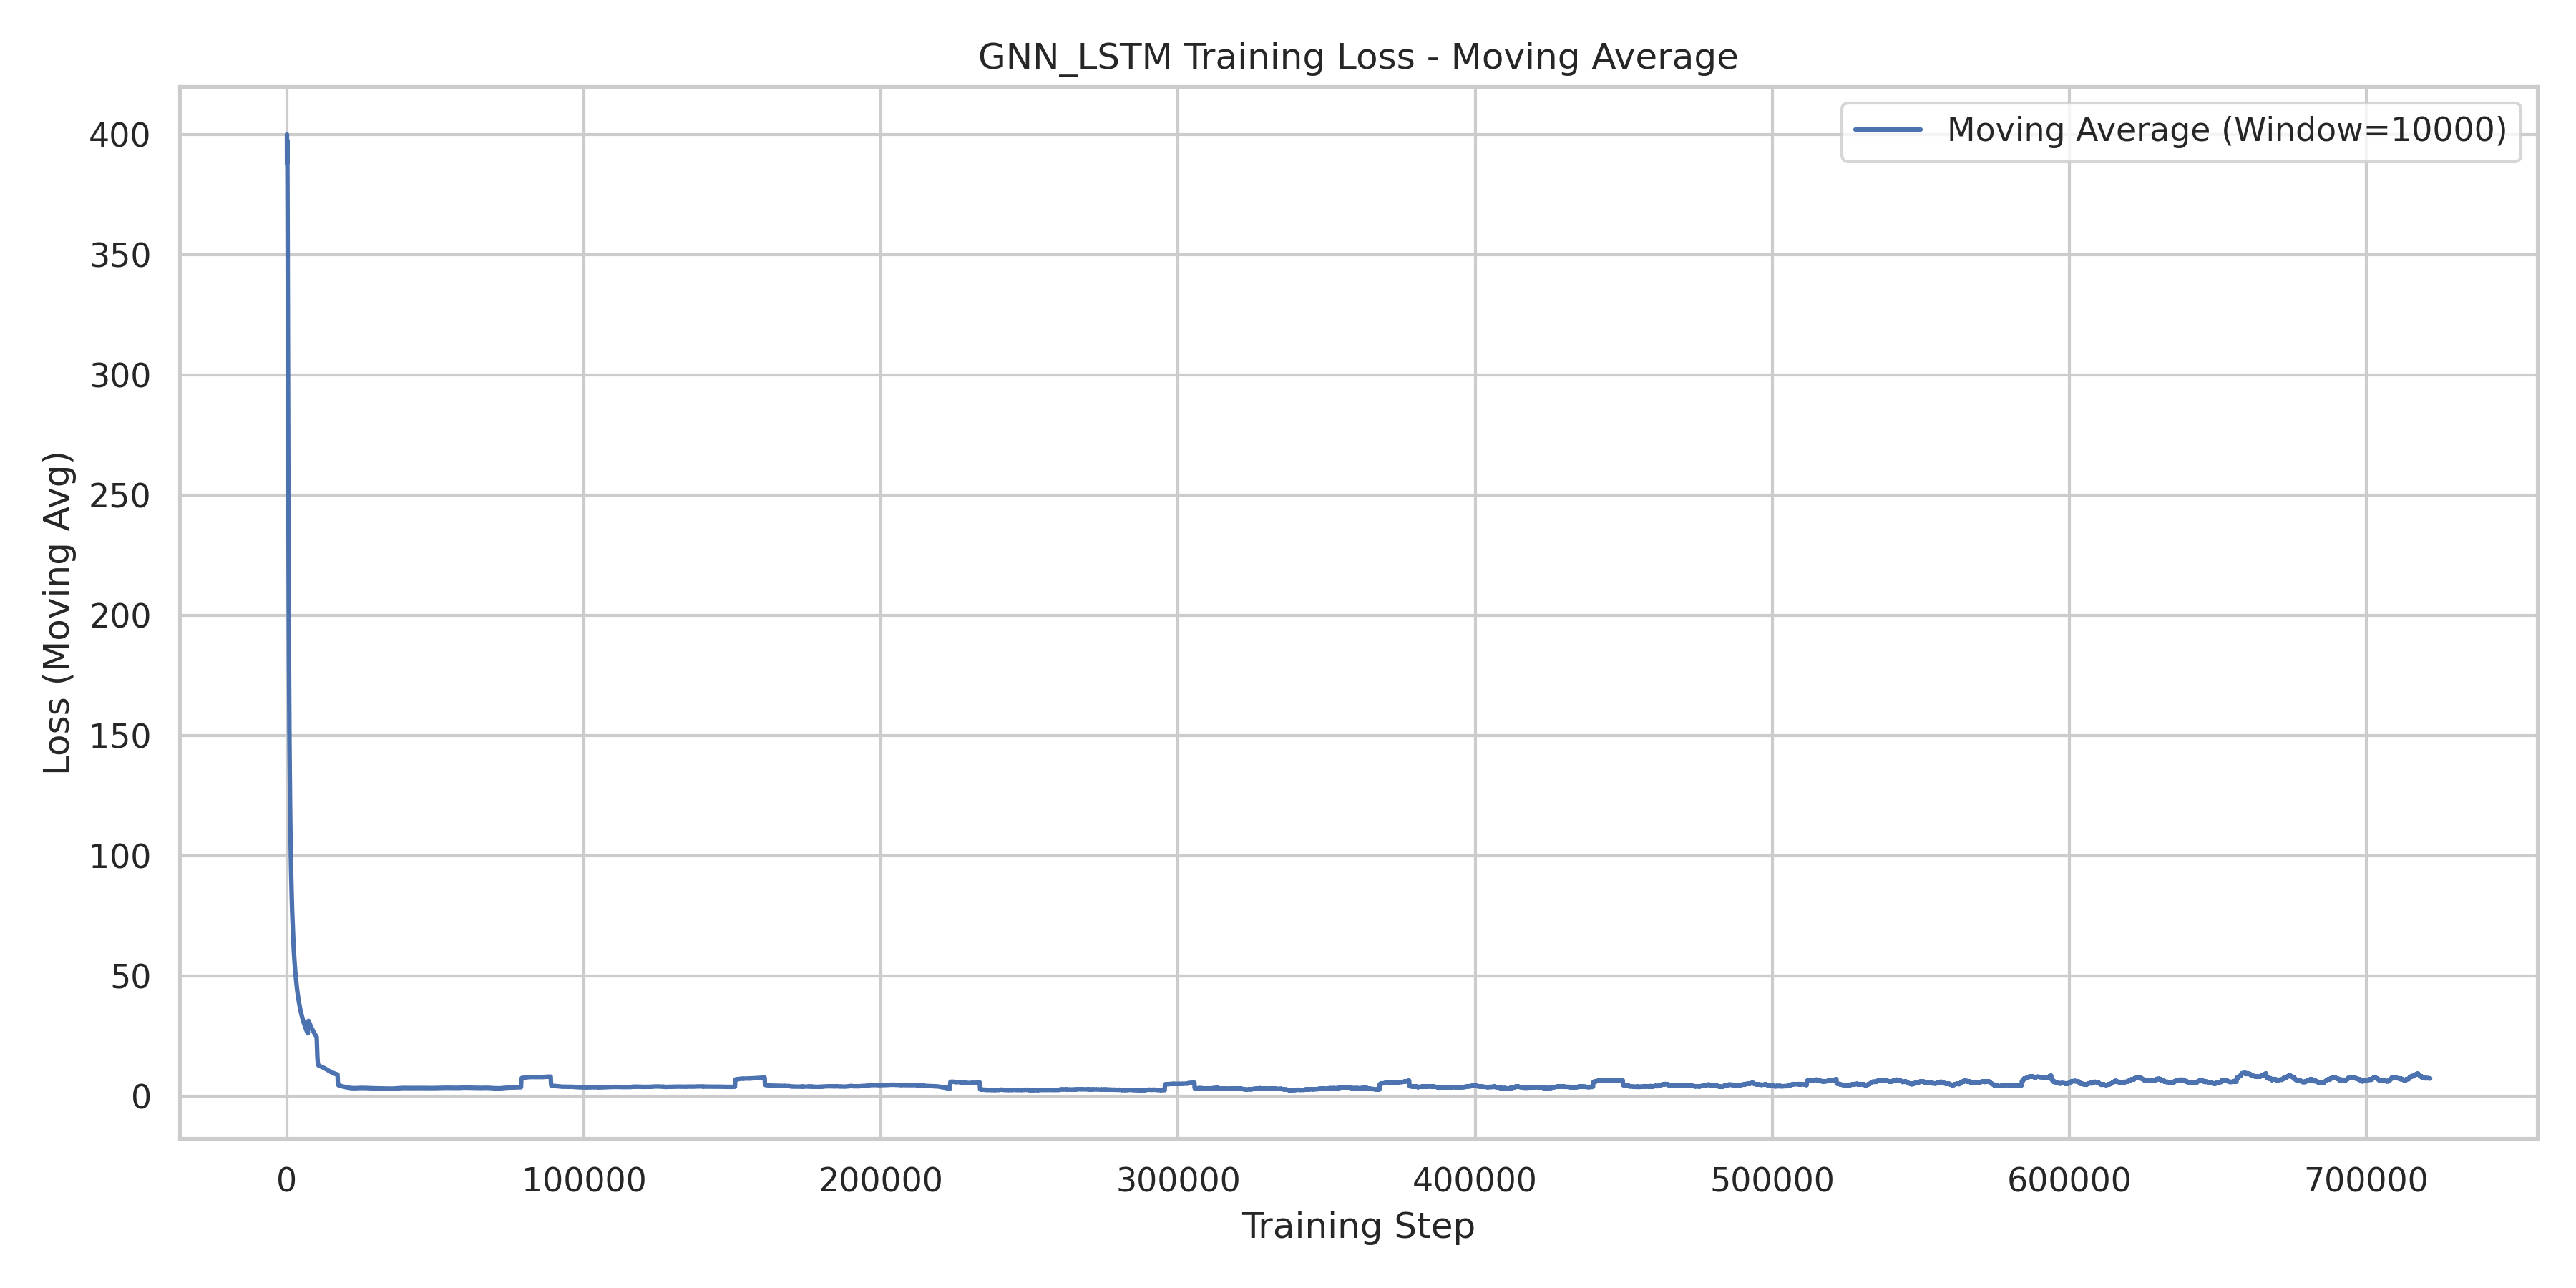 GNN_LSTM Training Loss - Moving Average
Moving Average (Window=10000)
Loss (Moving Avg)
400
350
300
250
200
150
100
50
0
0 100000 200000 300000 400000 500000 600000 700000
Training Step